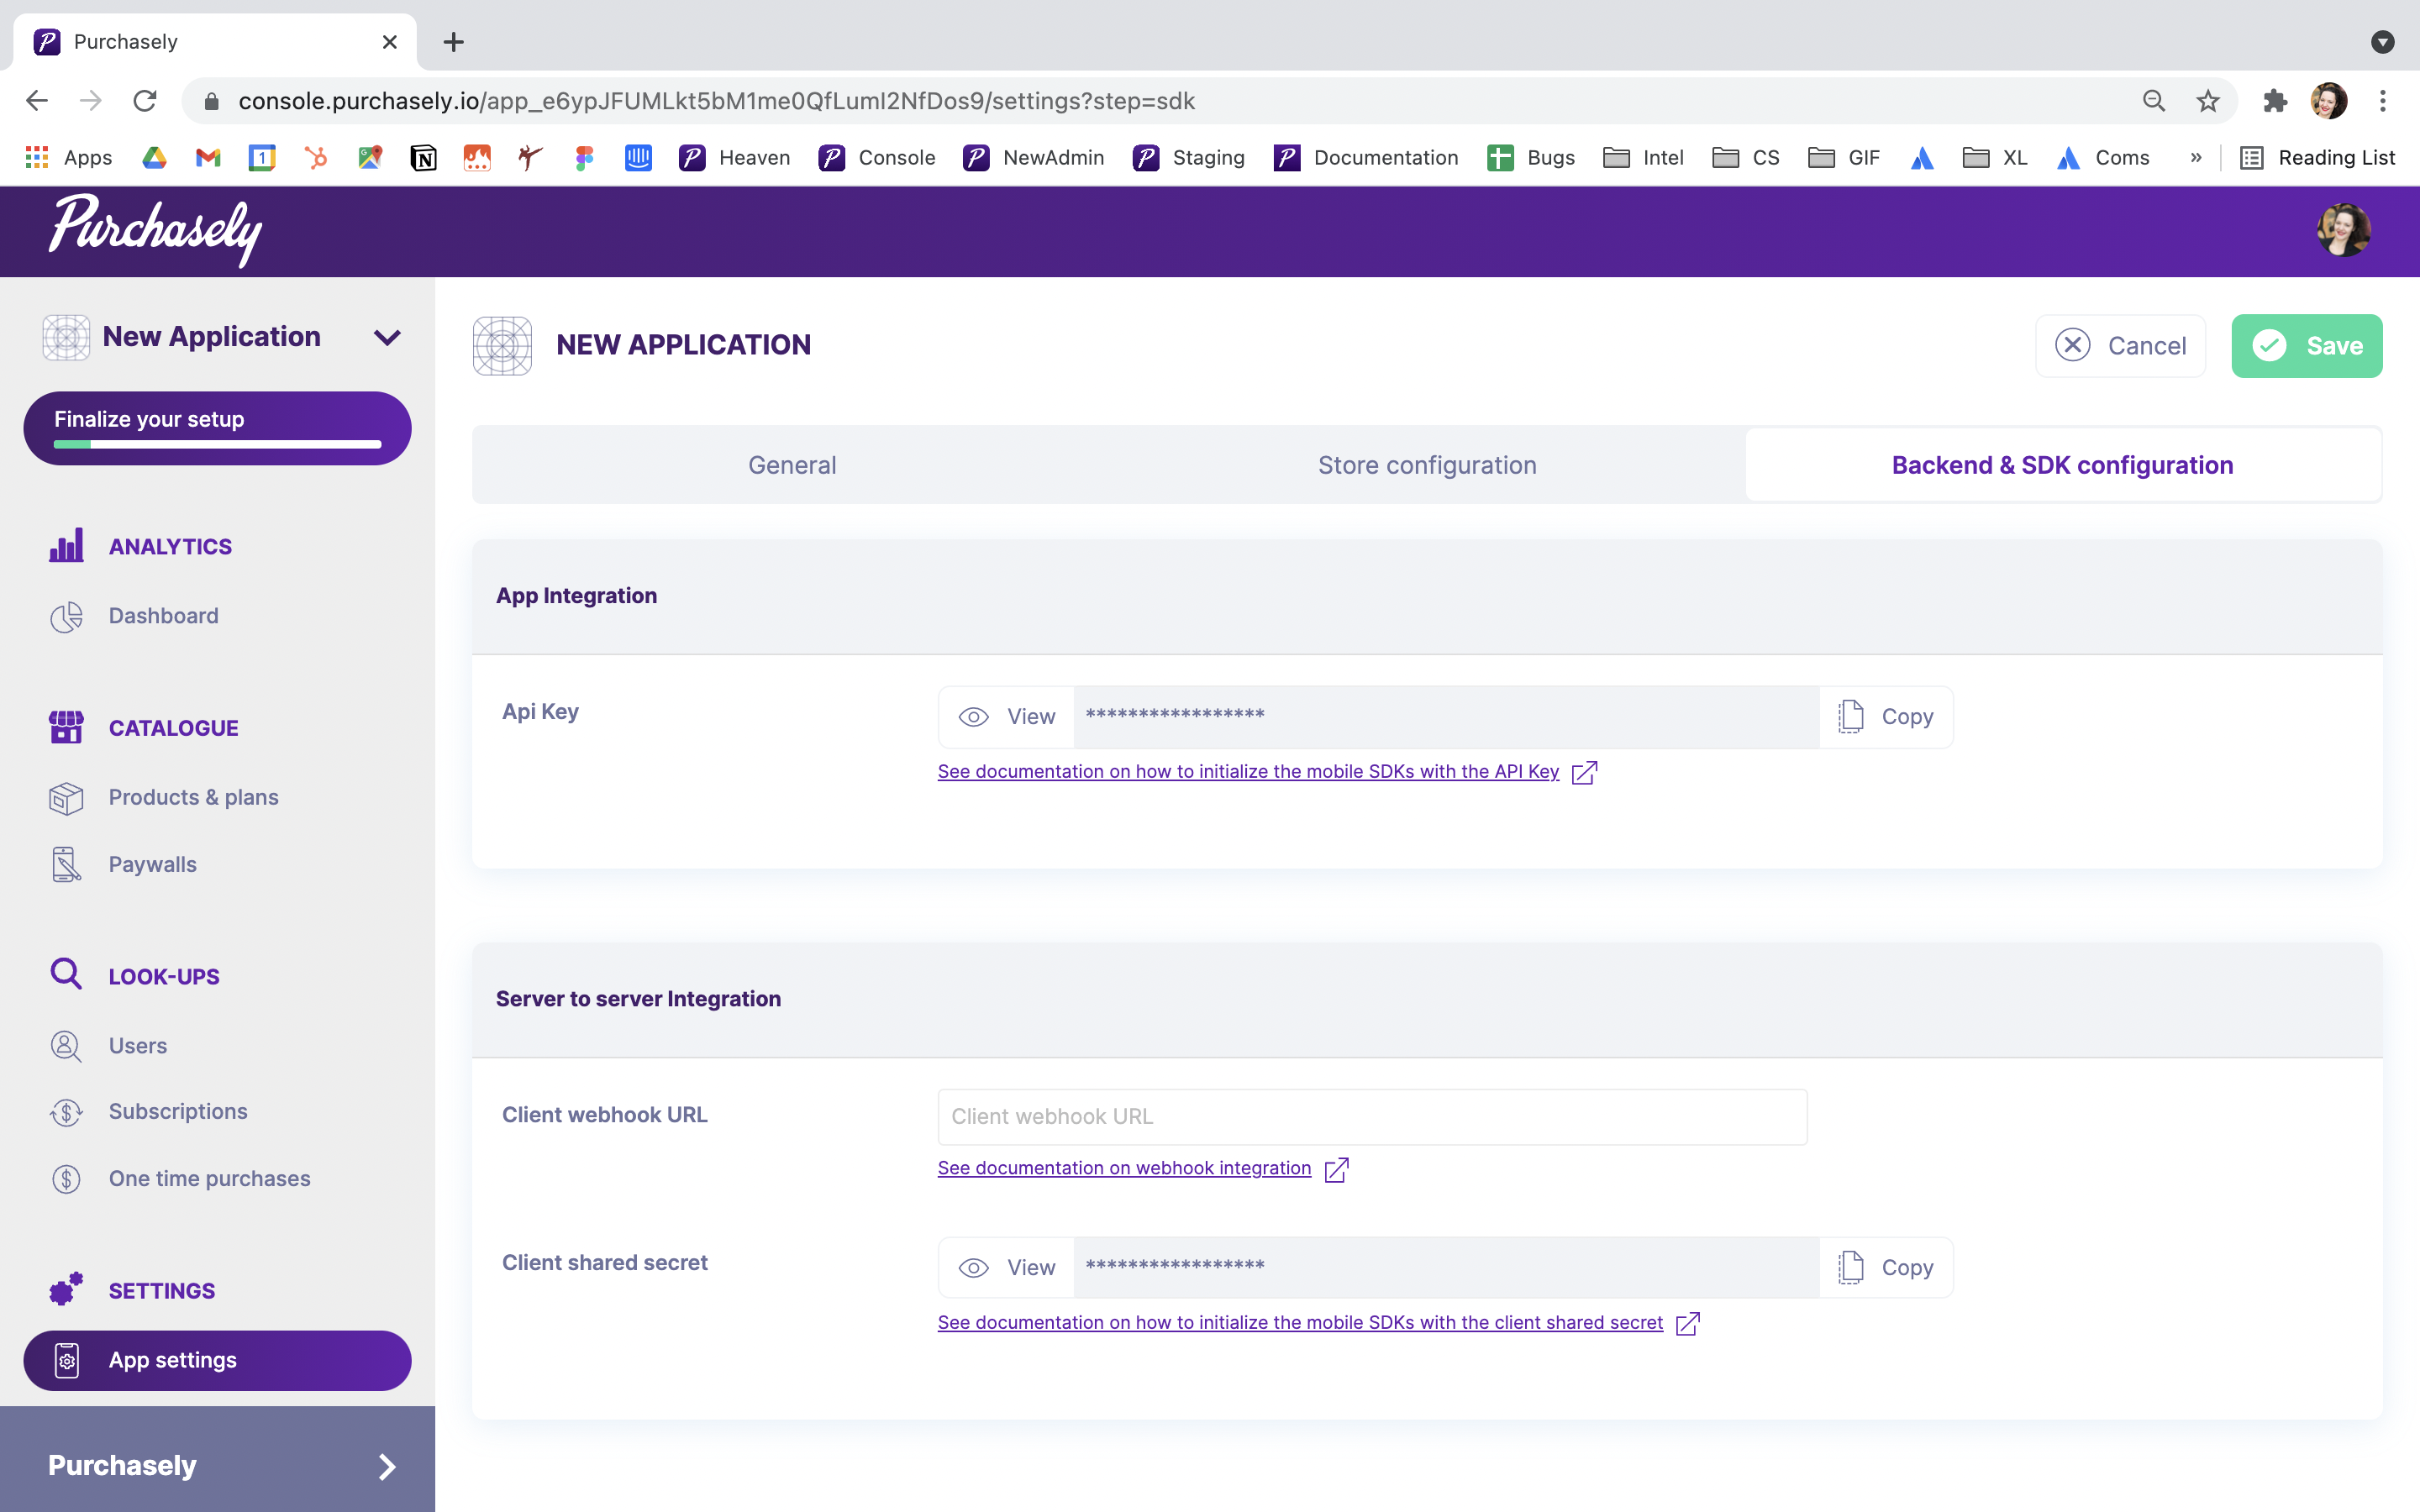 Purchasely
console.purchasely.io/app_e6ypJFUMLkt5bM1me0QfLumI2NfDos9/settings?step=sdk
Apps 1 Heaven Console NewAdmin Staging Documentation Bugs Intel CS GIF XL Coms » Reading List
Purchasely
New Application
Finalize your setup
ANALYTICS
Dashboard
CATALOGUE
Products & plans
Paywalls
LOOK-UPS
Users
Subscriptions
One time purchases
SETTINGS
App settings
Purchasely
NEW APPLICATION
Cancel
Save
General
Store configuration
Backend & SDK configuration
App Integration
Api Key
View
*****************
Copy
See documentation on how to initialize the mobile SDKs with the API Key
Server to server Integration
Client webhook URL
Client webhook URL
See documentation on webhook integration
Client shared secret
View
*****************
Copy
See documentation on how to initialize the mobile SDKs with the client shared secret